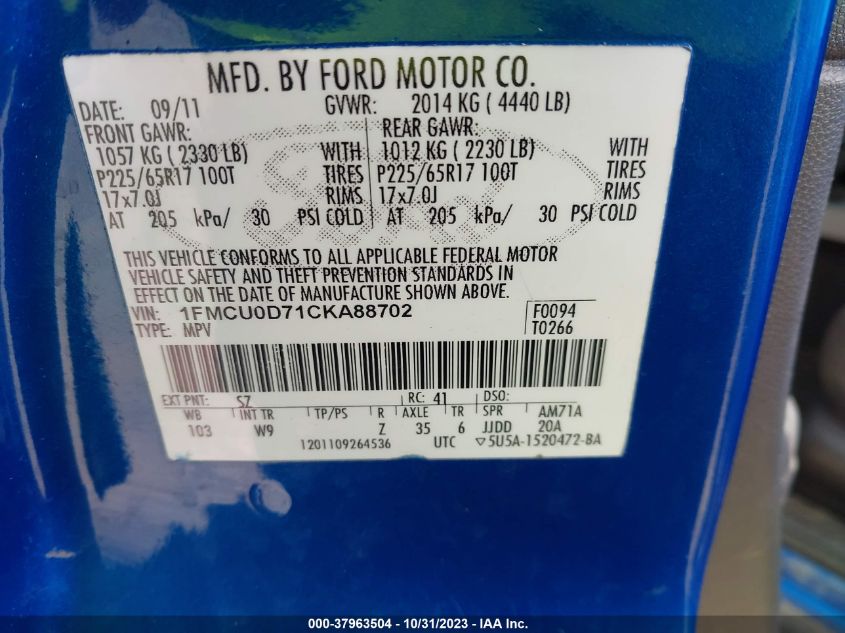 MFD. BY FORD MOTOR CO.
DATE: 09/11 GVWR: 2014 KG ( 4440 LB)
FRONT GAWR: REAR GAWR:
1057 KG ( 2330 LB) WITH 1012 KG ( 2230 LB) WITH
P225/65R17 100T TIRES P225/65R17 100T TIRES
17x7.0J RIMS 17x7.0J RIMS
AT 205 kPa/ 30 PSI COLD AT 205 kPa/ 30 PSI COLD
THIS VEHICLE CONFORMS TO ALL APPLICABLE FEDERAL MOTOR
VEHICLE SAFETY AND THEFT PREVENTION STANDARDS IN
EFFECT ON THE DATE OF MANUFACTURE SHOWN ABOVE.
VIN: 1FMCU0D71CKA88702 F0094
TYPE: MPV T0266
EXT PNT: SZ RC: 41 DSO:
WB INT TR TP/PS R AXLE TR SPR AM71A
103 W9 Z 35 6 JJDD 20A
1201109264536 UTC ▽5U5A-1520472-BA
000-37963504 - 10/31/2023 - IAA Inc.